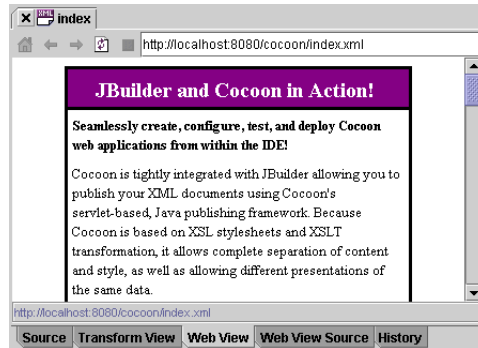 index
http://localhost:8080/cocoon/index.xml
JBuilder and Cocoon in Action!
Seamlessly create, configure, test, and deploy Cocoon
web applications from within the IDE!
Cocoon is tightly integrated with JBuilder allowing you to
publish your XML documents using Cocoon's
servlet-based, Java publishing framework. Because
Cocoon is based on XSL stylesheets and XSLT
transformation, it allows complete separation of content
and style, as well as allowing different presentations of
the same data.
http://localhost:8080/cocoon/index.xml
Source Transform View Web View Web View Source History